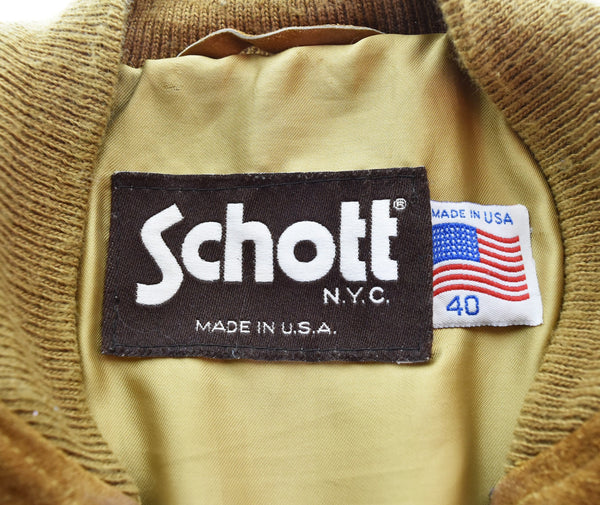 Schott®
N.Y.C.
MADE IN U.S.A.
MADE IN USA
40